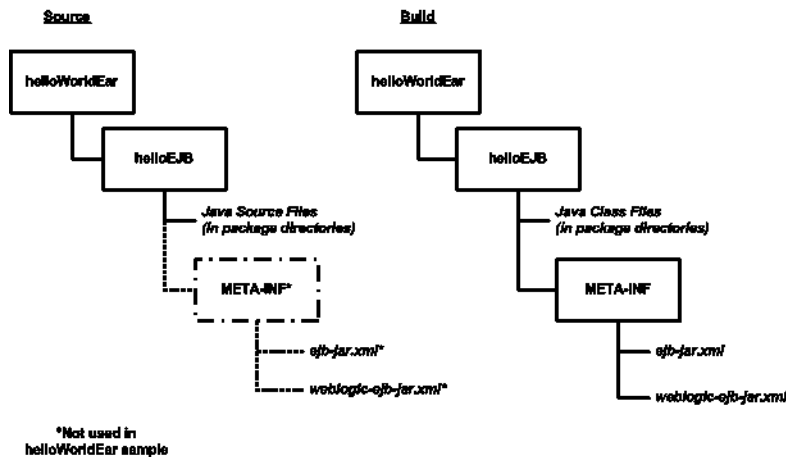 Source
helloWorldEar
helloEJB
Java Source Files
(in package directories)
META-INF*
ejb-jar.xml*
weblogic-ejb-jar.xml*
*Not used in
helloWorldEar sample
Build
helloWorldEar
helloEJB
Java Class Files
(in package directories)
META-INF
ejb-jar.xml
weblogic-ejb-jar.xml